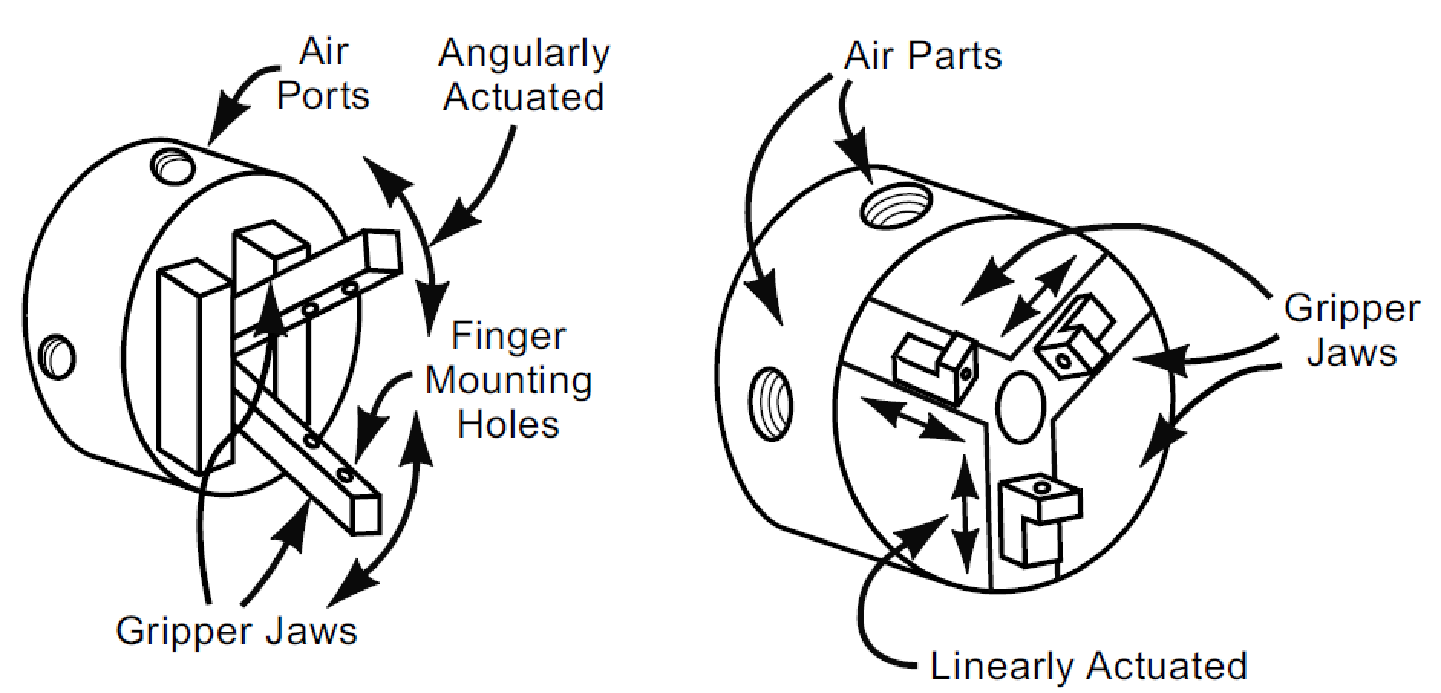 Air
Ports
Angularly
Actuated
Finger
Mounting
Holes
Gripper Jaws
Air Parts
Gripper
Jaws
Linearly Actuated